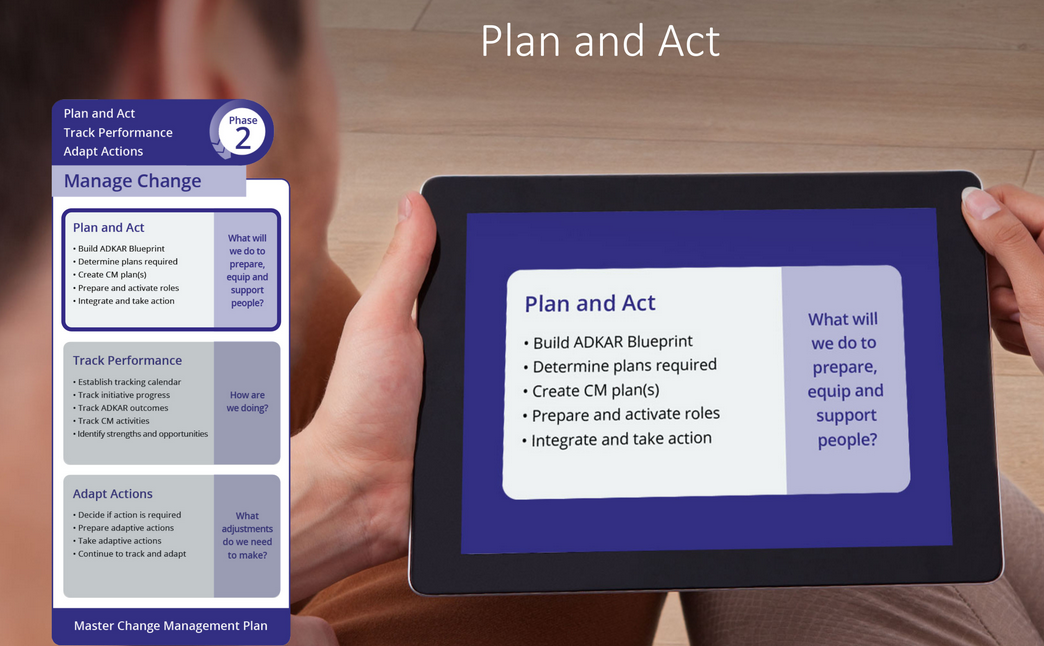 Plan and Act
Plan and Act
Track Performance
Adapt Actions
Phase
2
Manage Change
Plan and Act
• Build ADKAR Blueprint
• Determine plans required
• Create CM plan(s)
• Prepare and activate roles
• Integrate and take action
What will
we do to
prepare,
equip and
support
people?
Track Performance
• Establish tracking calendar
• Track initiative progress
• Track ADKAR outcomes
• Track CM activities
• Identify strengths and opportunities
How are
we doing?
Adapt Actions
• Decide if action is required
• Prepare adaptive actions
• Take adaptive actions
• Continue to track and adapt
What
adjustments
do we need
to make?
Master Change Management Plan
Plan and Act
• Build ADKAR Blueprint
• Determine plans required
• Create CM plan(s)
• Prepare and activate roles
• Integrate and take action
What will
we do to
prepare,
equip and
support
people?